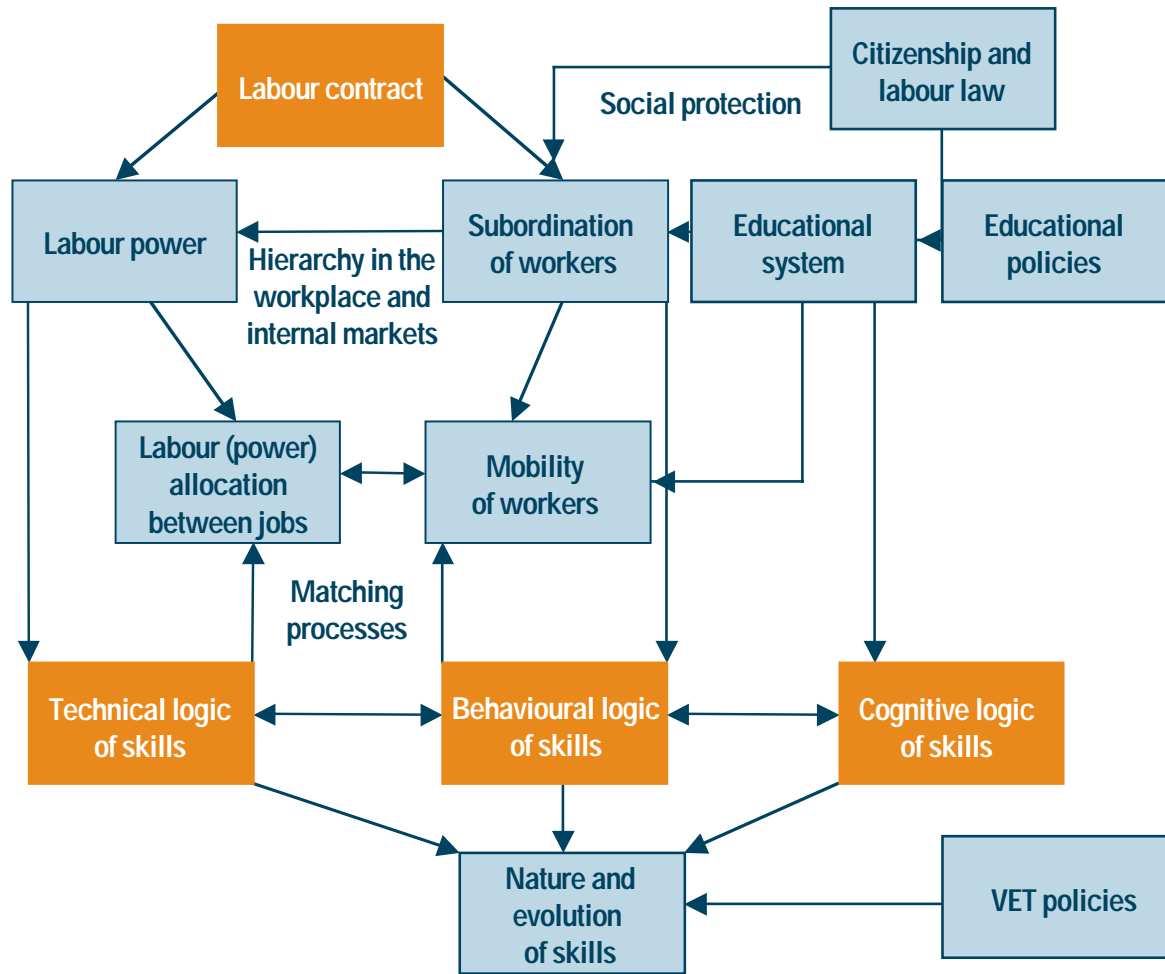 Labour contract
Citizenship and
labour law
Social protection
Labour power
Subordination
of workers
Educational
system
Educational
policies
Hierarchy in the
workplace and
internal markets
Labour (power)
allocation
between jobs
Mobility
of workers
Matching
processes
Technical logic
of skills
Behavioural logic
of skills
Cognitive logic
of skills
Nature and
evolution
of skills
VET policies